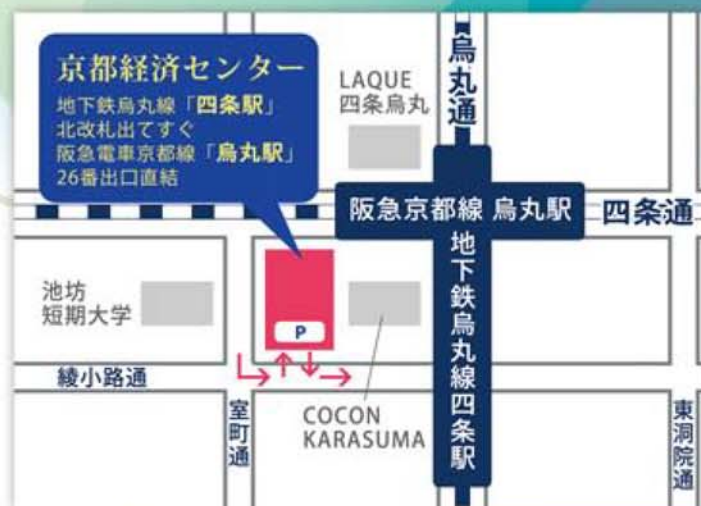 京都経済センター
地下鉄烏丸線「四条駅」
北改札出てすぐ
阪急電車京都線「烏丸駅」
26番出口直結
LAQUE
四条烏丸
烏丸通
阪急京都線 烏丸駅
四条通
地下鉄烏丸線四条駅
池坊
短期大学
P
綾小路通
室町通
COCON
KARASUMA
東洞院通